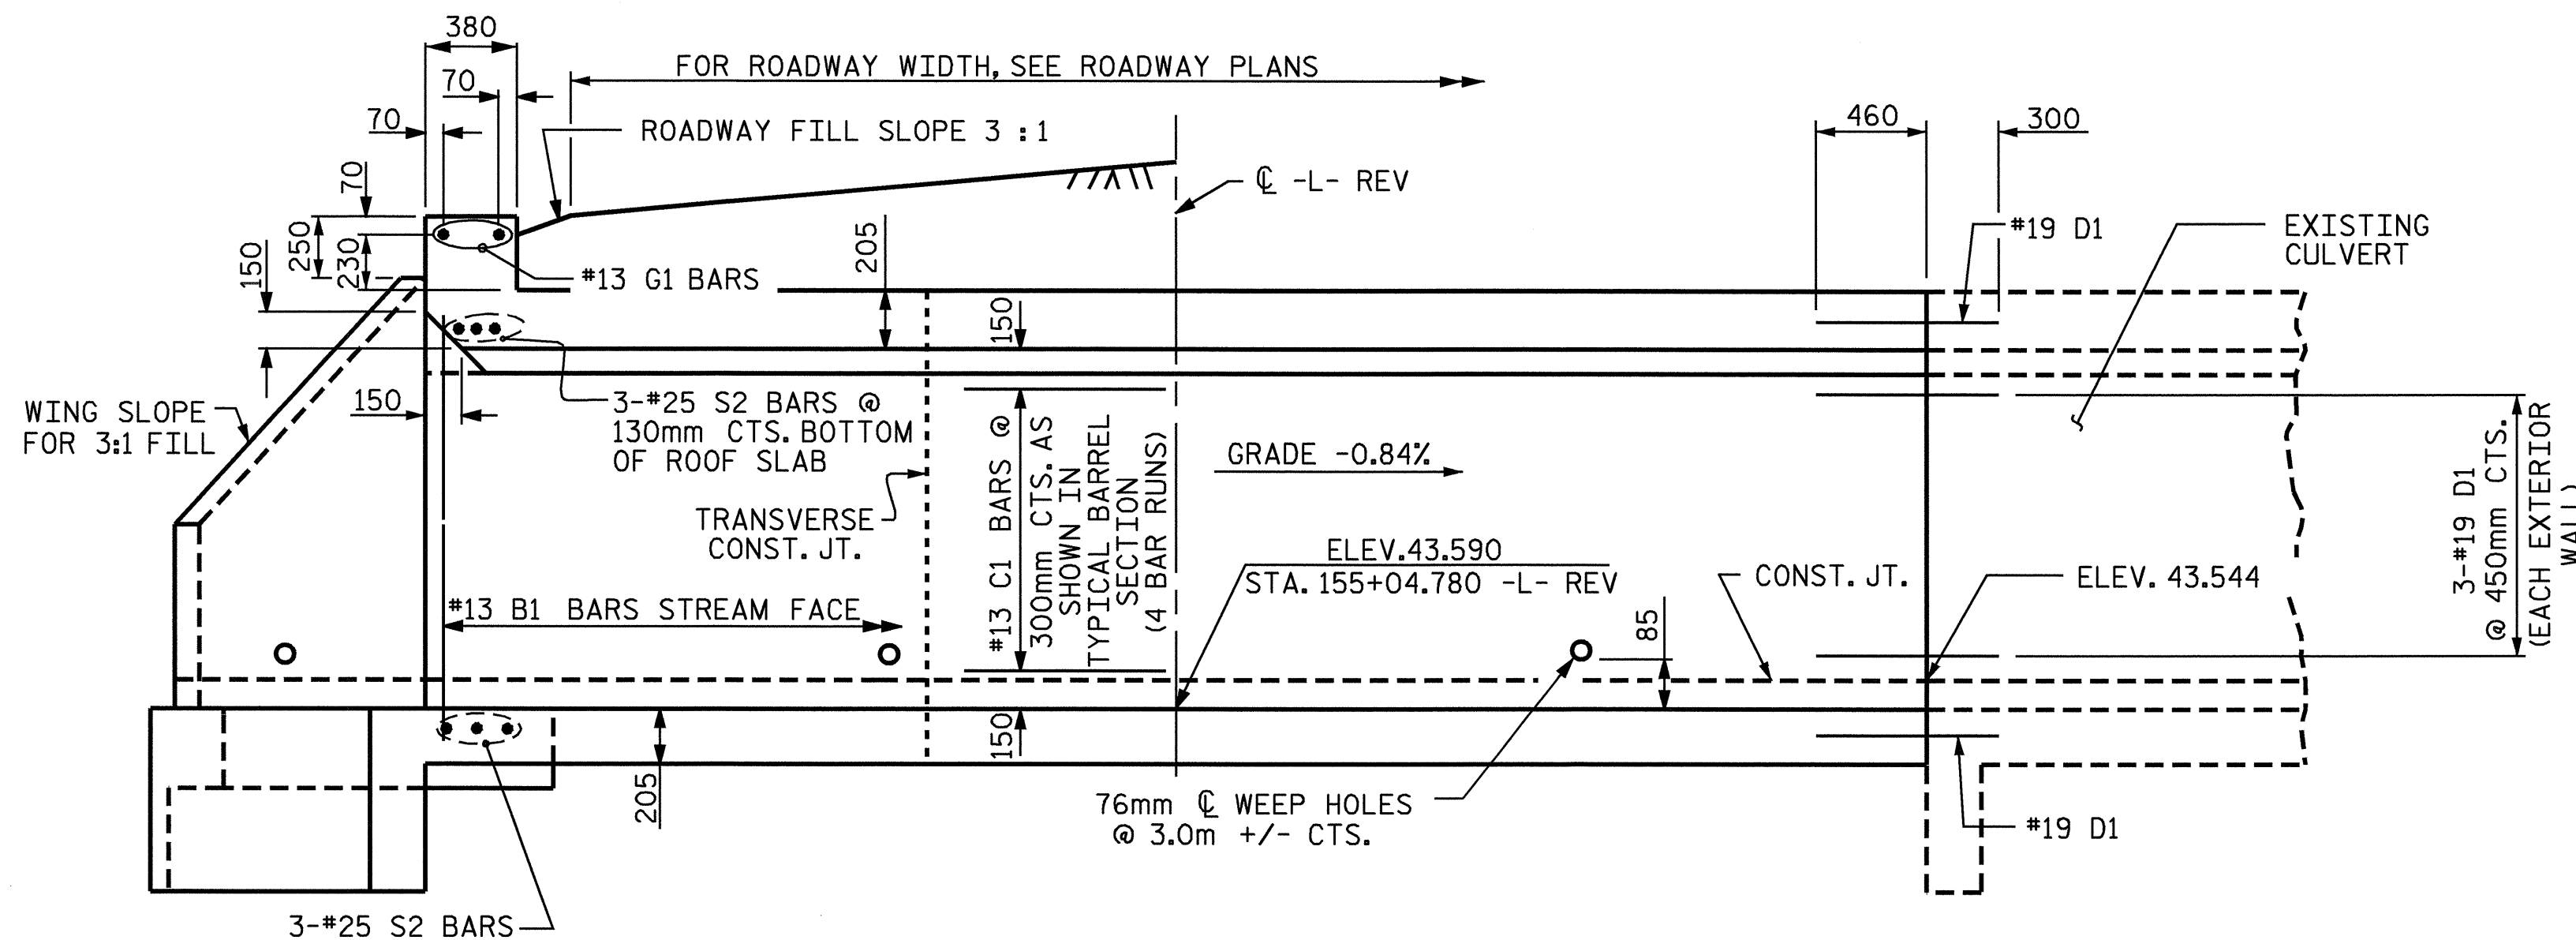 380
FOR ROADWAY WIDTH, SEE ROADWAY PLANS
70
70
ROADWAY FILL SLOPE 3 : 1
460
300
℄ -L- REV
70
250
230
150
#13 G1 BARS
205
#19 D1
EXISTING
CULVERT
150
WING SLOPE
FOR 3:1 FILL
150
3-#25 S2 BARS @
130mm CTS. BOTTOM
OF ROOF SLAB
TRANSVERSE
CONST. JT.
#13 C1 BARS @
300mm CTS. AS
SHOWN IN
TYPICAL BARREL
SECTION
(4 BAR RUNS)
GRADE -0.84%
ELEV. 43.590
STA. 155+04.780 -L- REV
CONST. JT.
ELEV. 43.544
3-#19 D1
@ 450mm CTS.
(EACH EXTERIOR
WALL)
#13 B1 BARS STREAM FACE
85
150
205
76mm ℄ WEEP HOLES
@ 3.0m +/- CTS.
#19 D1
3-#25 S2 BARS